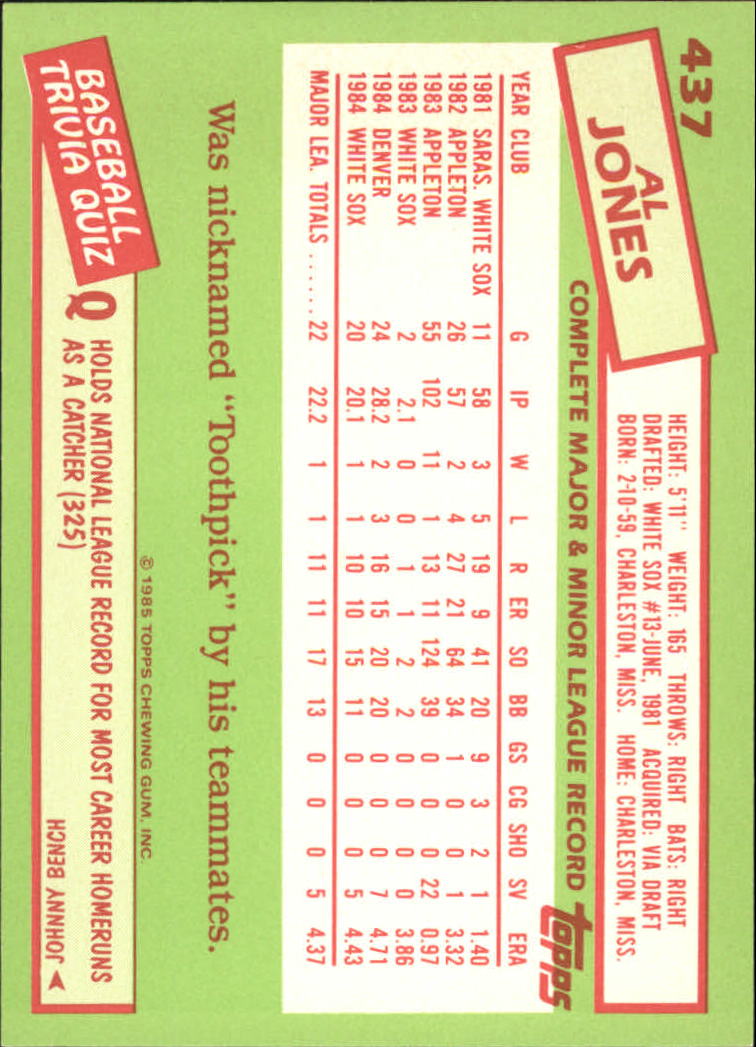 437
AL
JONES
HEIGHT: 5'11" WEIGHT: 165 THROWS: RIGHT BATS: RIGHT
DRAFTED: WHITE SOX #13-JUNE, 1981 ACQUIRED: VIA DRAFT
BORN: 2-10-59, CHARLESTON, MISS. HOME: CHARLESTON, MISS.
COMPLETE MAJOR & MINOR LEAGUE RECORD topps
YEAR CLUB G IP W L R ER SO BB GS CG SHO SV ERA
1981 SARAS. WHITE SOX 11 58 3 5 19 9 41 20 9 3 2 1 1.40
1982 APPLETON 26 57 2 4 27 21 64 34 1 0 0 1 3.32
1983 APPLETON 55 102 11 1 13 11 124 39 0 0 0 22 0.97
1983 WHITE SOX 2 2.1 0 0 1 1 2 2 0 0 0 0 3.86
1984 DENVER 24 28.2 2 3 16 15 20 20 0 0 0 7 4.71
1984 WHITE SOX 20 20.1 1 1 10 10 15 11 0 0 0 5 4.43
MAJOR LEA. TOTALS ...... 22 22.2 1 1 11 11 17 13 0 0 0 5 4.37
Was nicknamed "Toothpick" by his teammates.
© 1985 TOPPS CHEWING GUM, INC.
BASEBALL
TRIVIA QUIZ
Q HOLDS NATIONAL LEAGUE RECORD FOR MOST CAREER HOMERUNS
AS A CATCHER (325)
JOHNNY BENCH